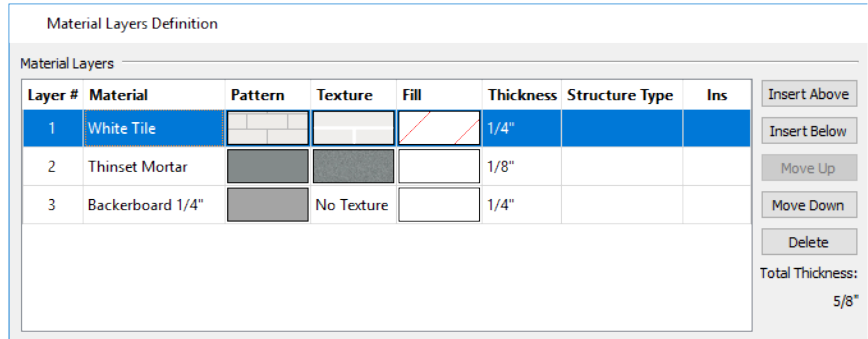 Material Layers Definition
Material Layers
Layer # Material Pattern Texture Fill Thickness Structure Type Ins
1 White Tile 1/4"
2 Thinset Mortar 1/8"
3 Backerboard 1/4" No Texture 1/4"
Insert Above
Insert Below
Move Up
Move Down
Delete
Total Thickness:
5/8"